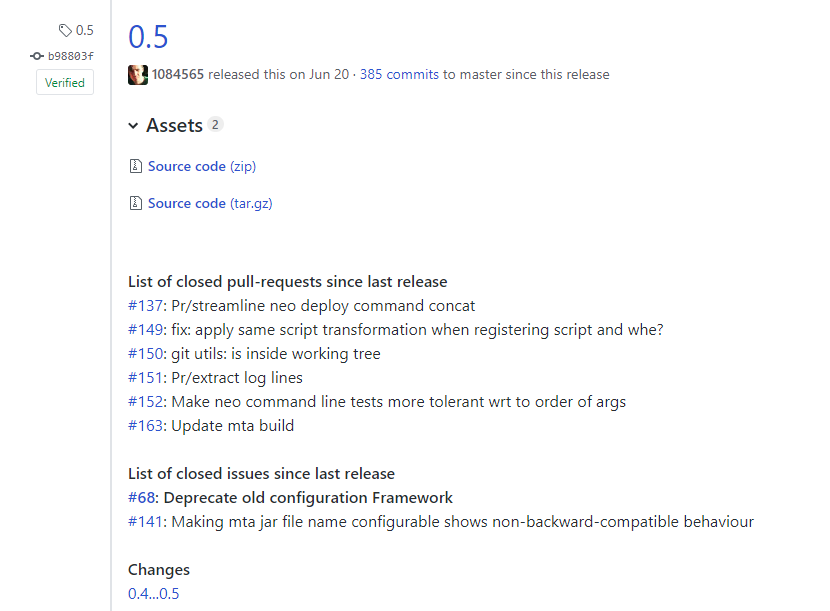 0.5
b98803f
Verified
0.5
1084565 released this on Jun 20 · 385 commits to master since this release
Assets 2
Source code (zip)
Source code (tar.gz)
List of closed pull-requests since last release
#137: Pr/streamline neo deploy command concat
#149: fix: apply same script transformation when registering script and whe?
#150: git utils: is inside working tree
#151: Pr/extract log lines
#152: Make neo command line tests more tolerant wrt to order of args
#163: Update mta build
List of closed issues since last release
#68: Deprecate old configuration Framework
#141: Making mta jar file name configurable shows non-backward-compatible behaviour
Changes
0.4...0.5